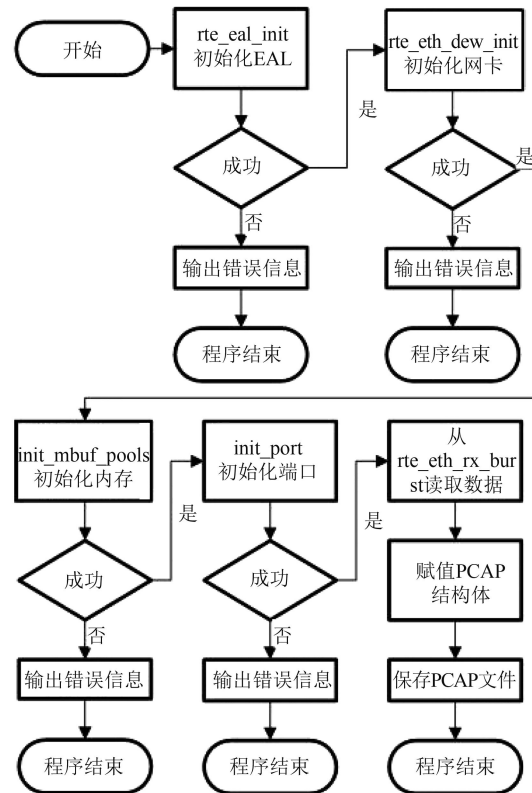 开始
rte_eal_init
初始化EAL
rte_eth_dew_init
初始化网卡
是
成功
成功
是
否
否
输出错误信息
输出错误信息
程序结束
程序结束
init_mbuf_pools
初始化内存
init_port
初始化端口
从
rte_eth_rx_bur
st读取数据
是
是
成功
成功
赋值PCAP
结构体
否
否
输出错误信息
输出错误信息
保存PCAP文件
程序结束
程序结束
程序结束